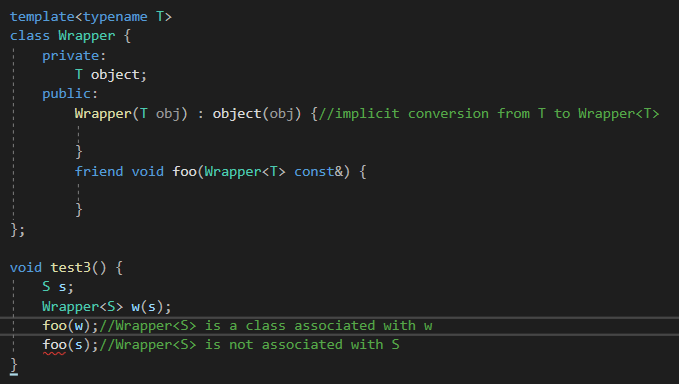 template<typename T>
class Wrapper {
    private:
        T object;
    public:
        Wrapper(T obj) : object(obj) {//implicit conversion from T to Wrapper<T>
        }
        friend void foo(Wrapper<T> const&) {
        }
};
void test3() {
    S s;
    Wrapper<S> w(s);
    foo(w);//Wrapper<S> is a class associated with w
    foo(s);//Wrapper<S> is not associated with S
}